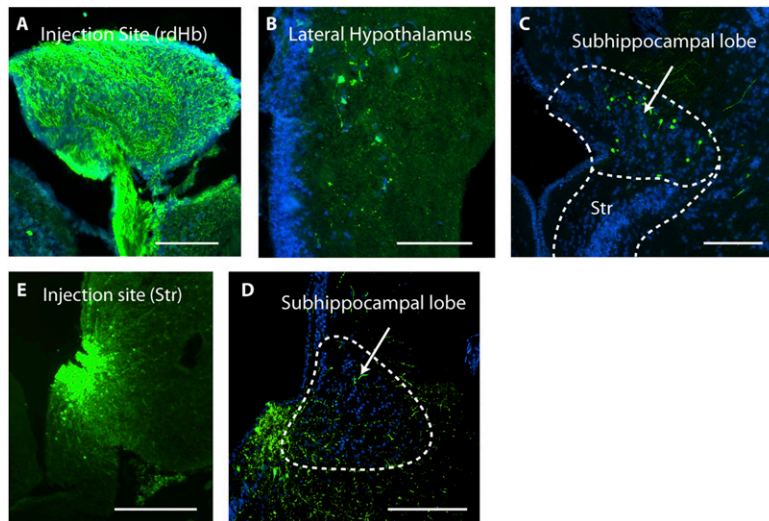 A
Injection Site (rdHb)
B
Lateral Hypothalamus
C
Subhippocampal lobe
Str
E
Injection site (Str)
D
Subhippocampal lobe